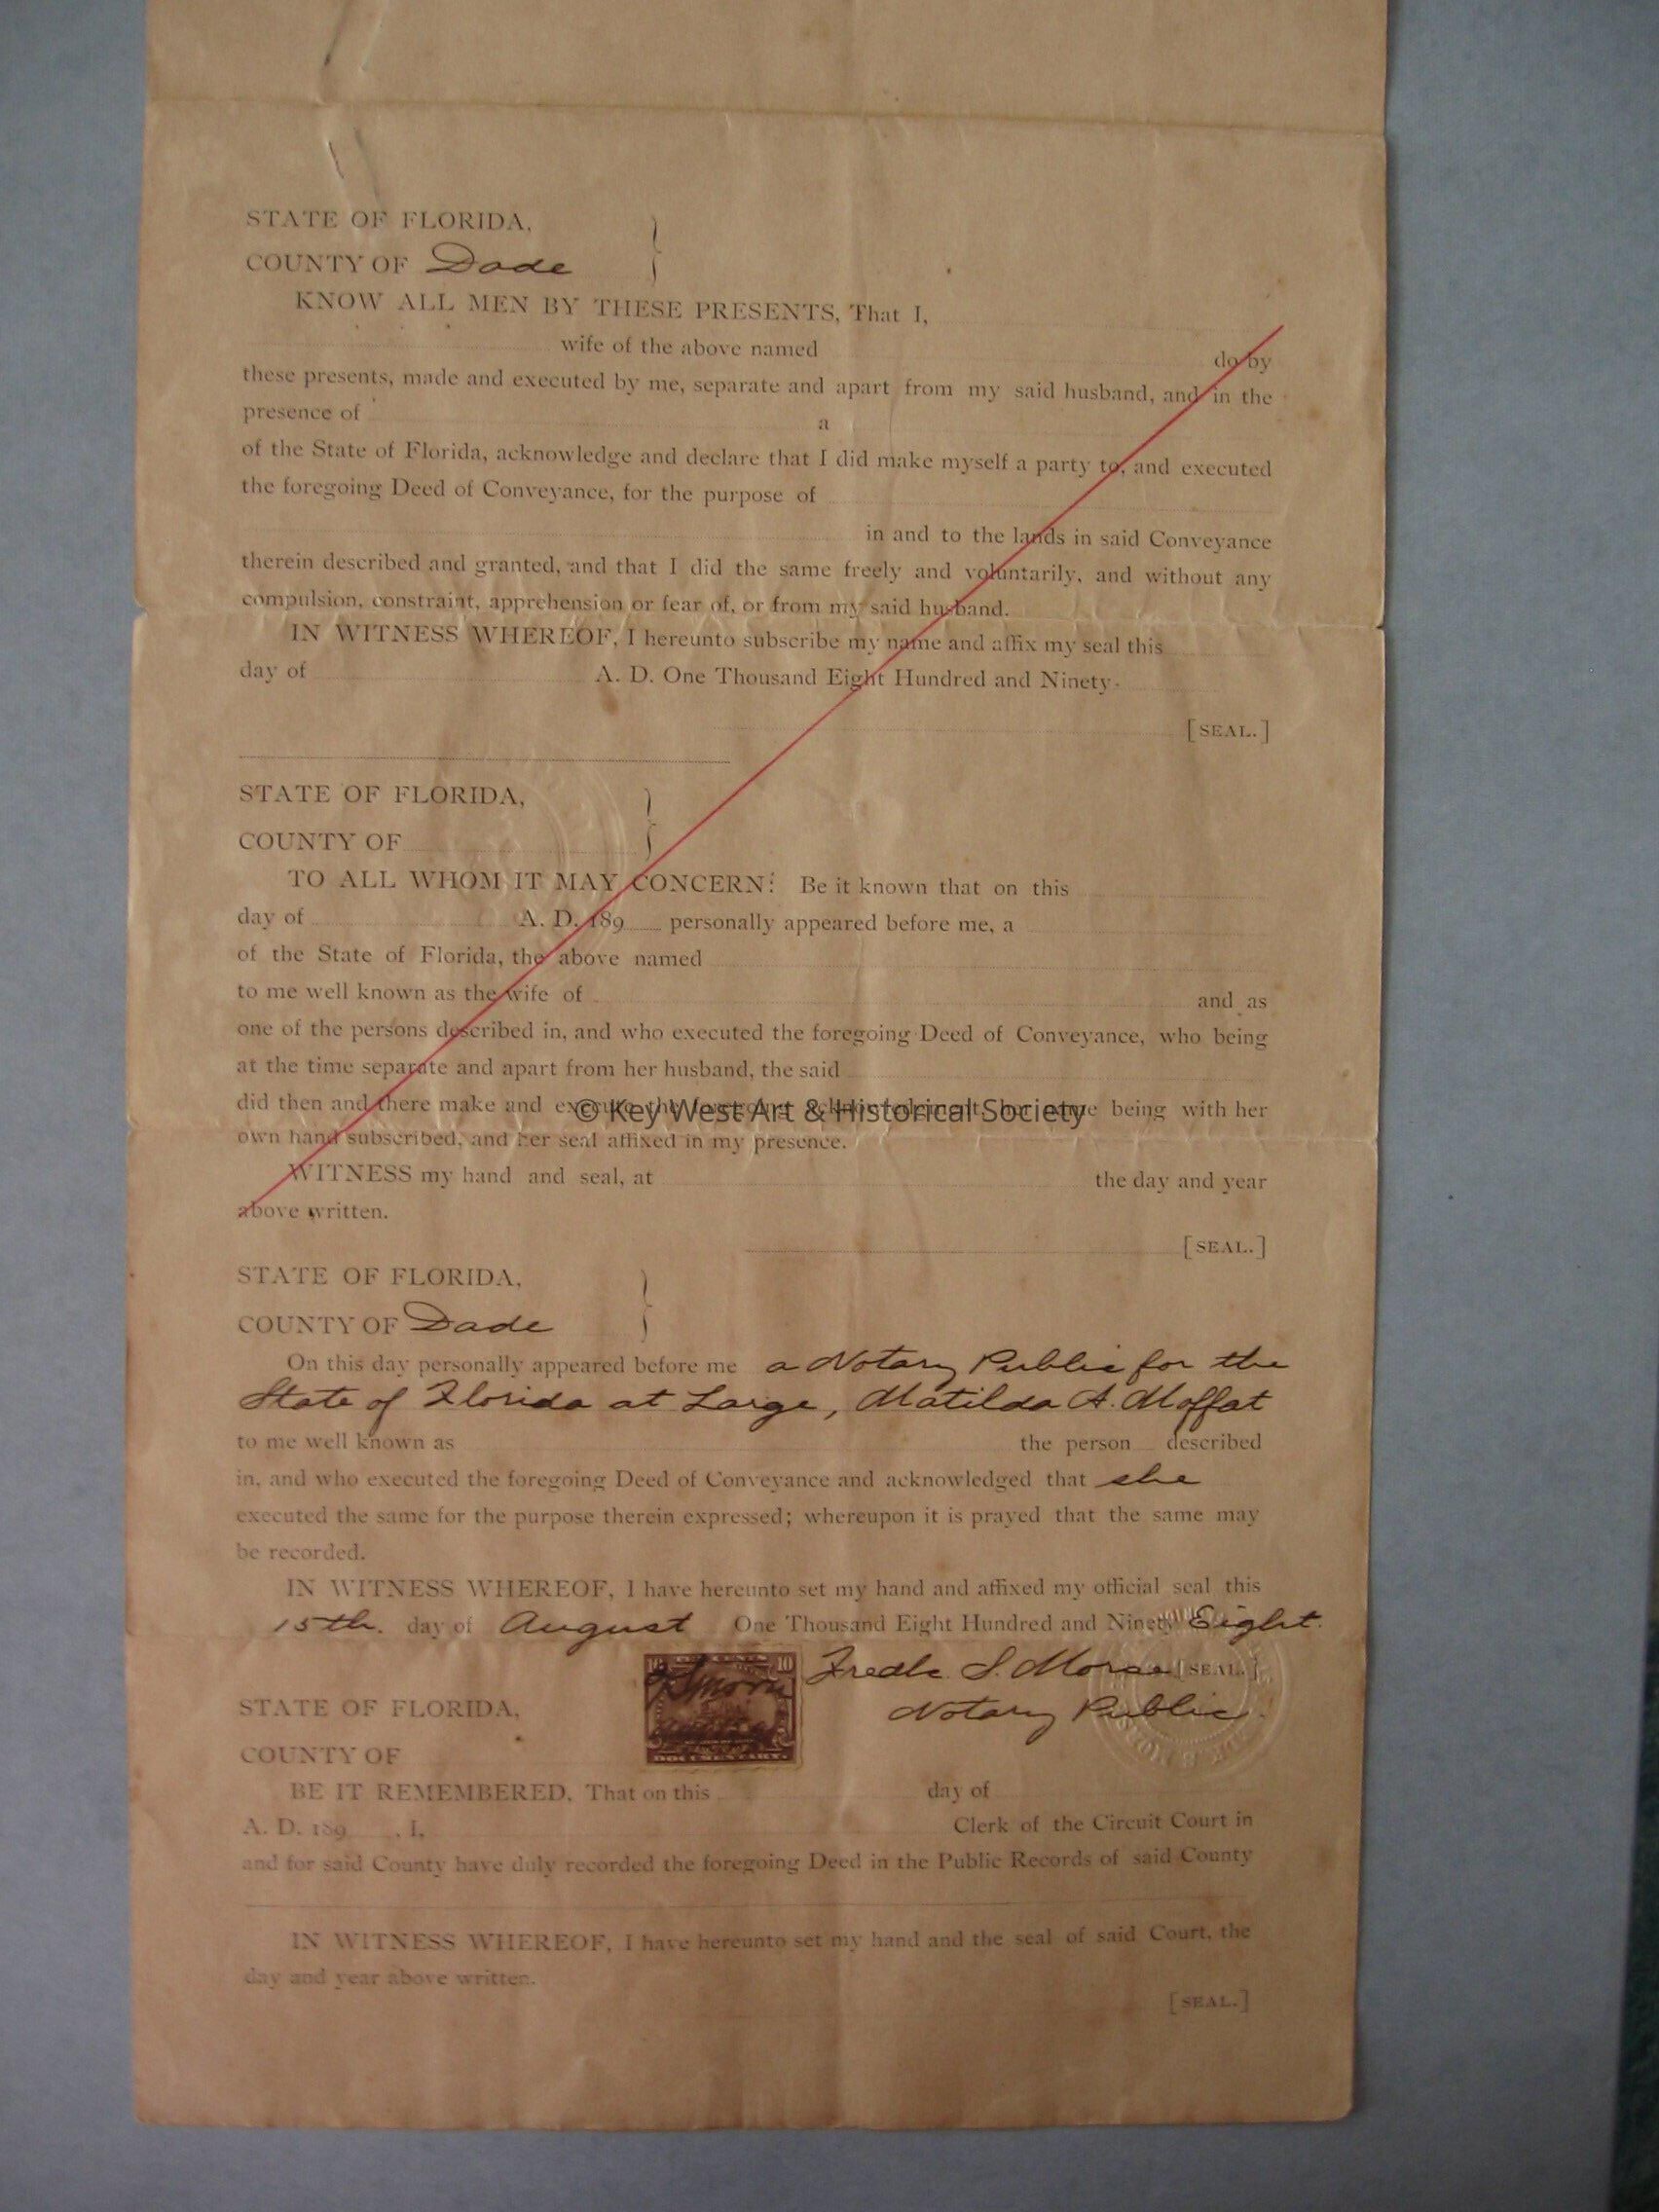 STATE OF FLORIDA,
COUNTY OF Dade
KNOW ALL MEN BY THESE PRESENTS, That I,
wife of the above named do by
these presents, made and executed by me, separate and apart from my said husband, and in the
presence of a
of the State of Florida, acknowledge and declare that I did make myself a party to, and executed
the foregoing Deed of Conveyance, for the purpose of
in and to the lands in said Conveyance
therein described and granted, and that I did the same freely and voluntarily, and without any
compulsion, constraint, apprehension or fear of, or from my said husband.
IN WITNESS WHEREOF, I hereunto subscribe my name and affix my seal this
day of A. D. One Thousand Eight Hundred and Ninety-
[SEAL.]
STATE OF FLORIDA,
COUNTY OF
TO ALL WHOM IT MAY CONCERN: Be it known that on this
day of A. D. 189 personally appeared before me, a
of the State of Florida, the above named
to me well known as the wife of and as
one of the persons described in, and who executed the foregoing Deed of Conveyance, who being
at the time separate and apart from her husband, the said
did then and there make and execute the foregoing being with her
© Key West Art & Historical Society
own hand subscribed, and her seal affixed in my presence.
WITNESS my hand and seal, at the day and year
above written.
[SEAL.]
STATE OF FLORIDA,
COUNTY OF Dade
On this day personally appeared before me a Notary Public for the
State of Florida at Large, Matilda A. Moffat
to me well known as the person described
in, and who executed the foregoing Deed of Conveyance and acknowledged that she
executed the same for the purpose therein expressed; whereupon it is prayed that the same may
be recorded.
IN WITNESS WHEREOF, I have hereunto set my hand and affixed my official seal this
15th. day of August One Thousand Eight Hundred and Ninety Eight.
10 10 Fredk S. Morse [SEAL.]
Notary Public.
DOCUMENTARY.
STATE OF FLORIDA,
COUNTY OF
BE IT REMEMBERED, That on this day of
A. D. 189 , I, Clerk of the Circuit Court in
and for said County have duly recorded the foregoing Deed in the Public Records of said County
IN WITNESS WHEREOF, I have hereunto set my hand and the seal of said Court, the
day and year above written.
[SEAL.]